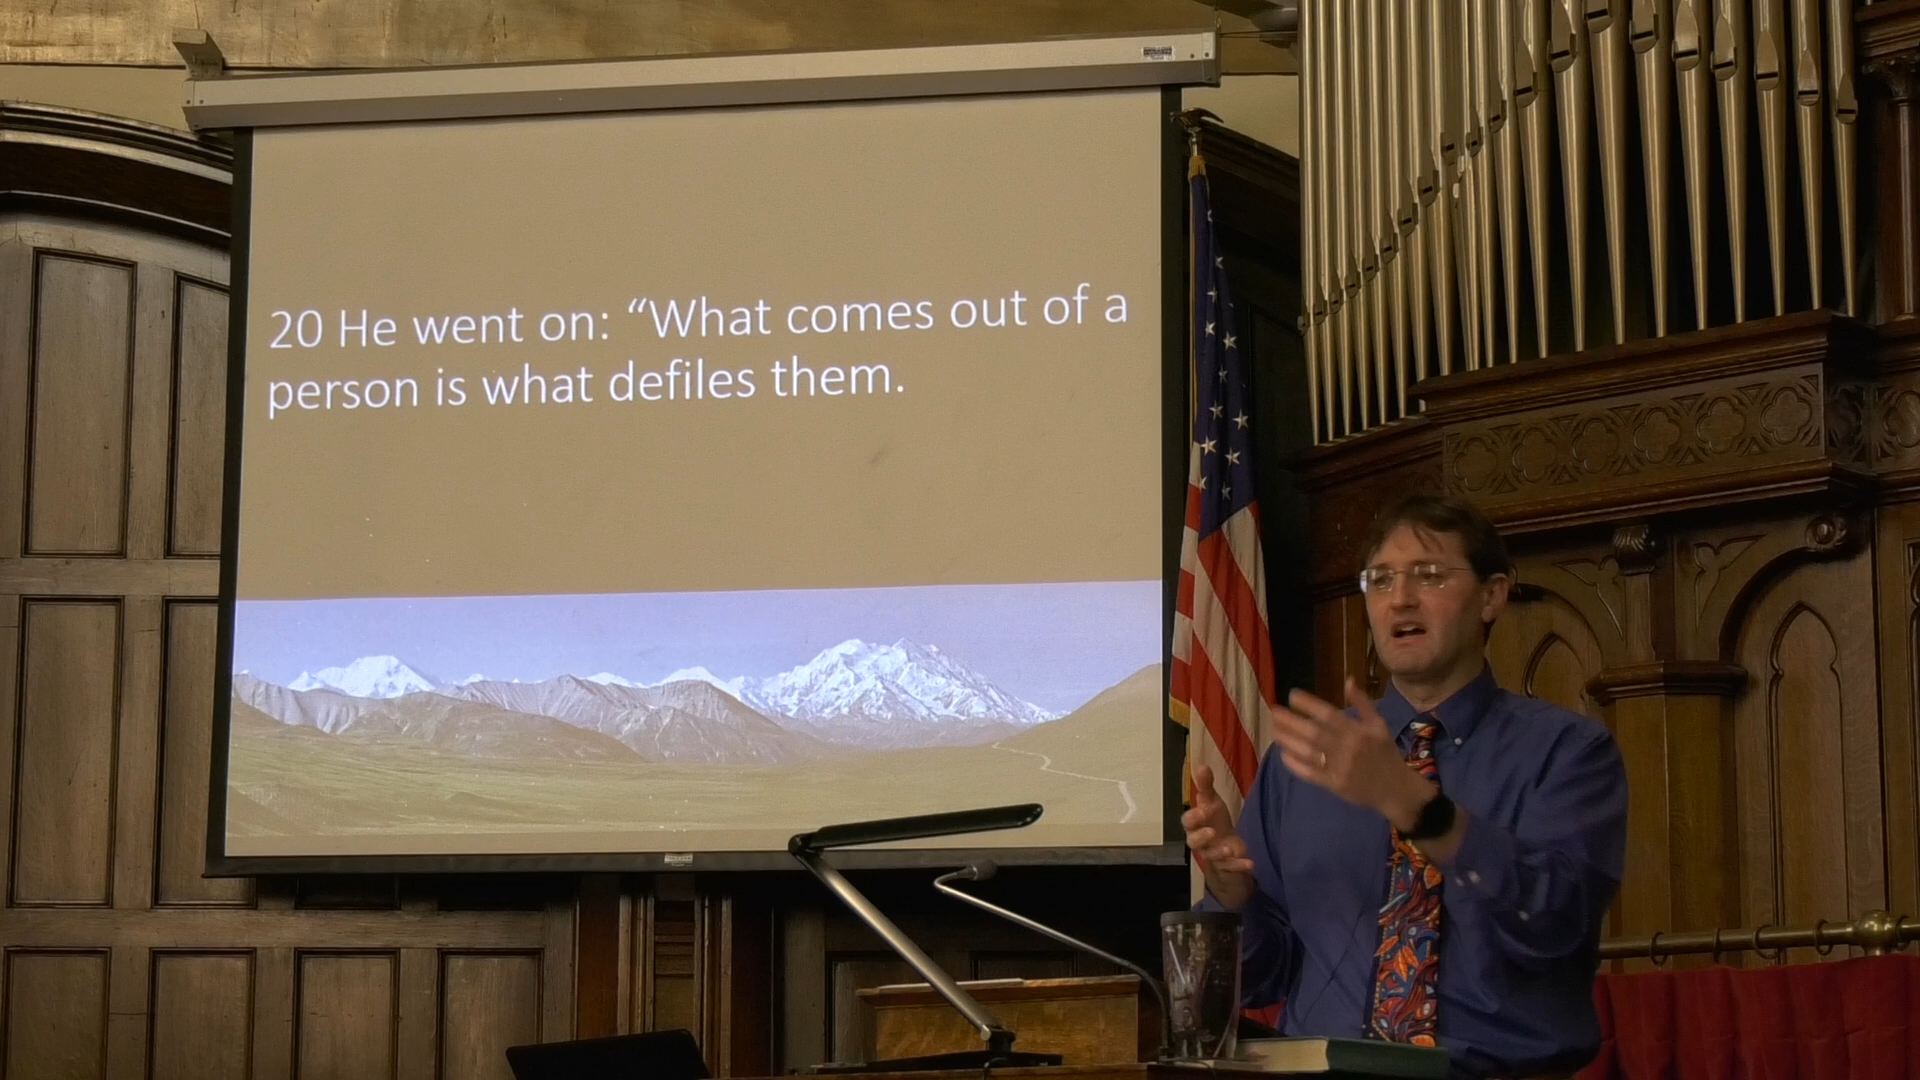 20 He went on: “What comes out of a
person is what defiles them.